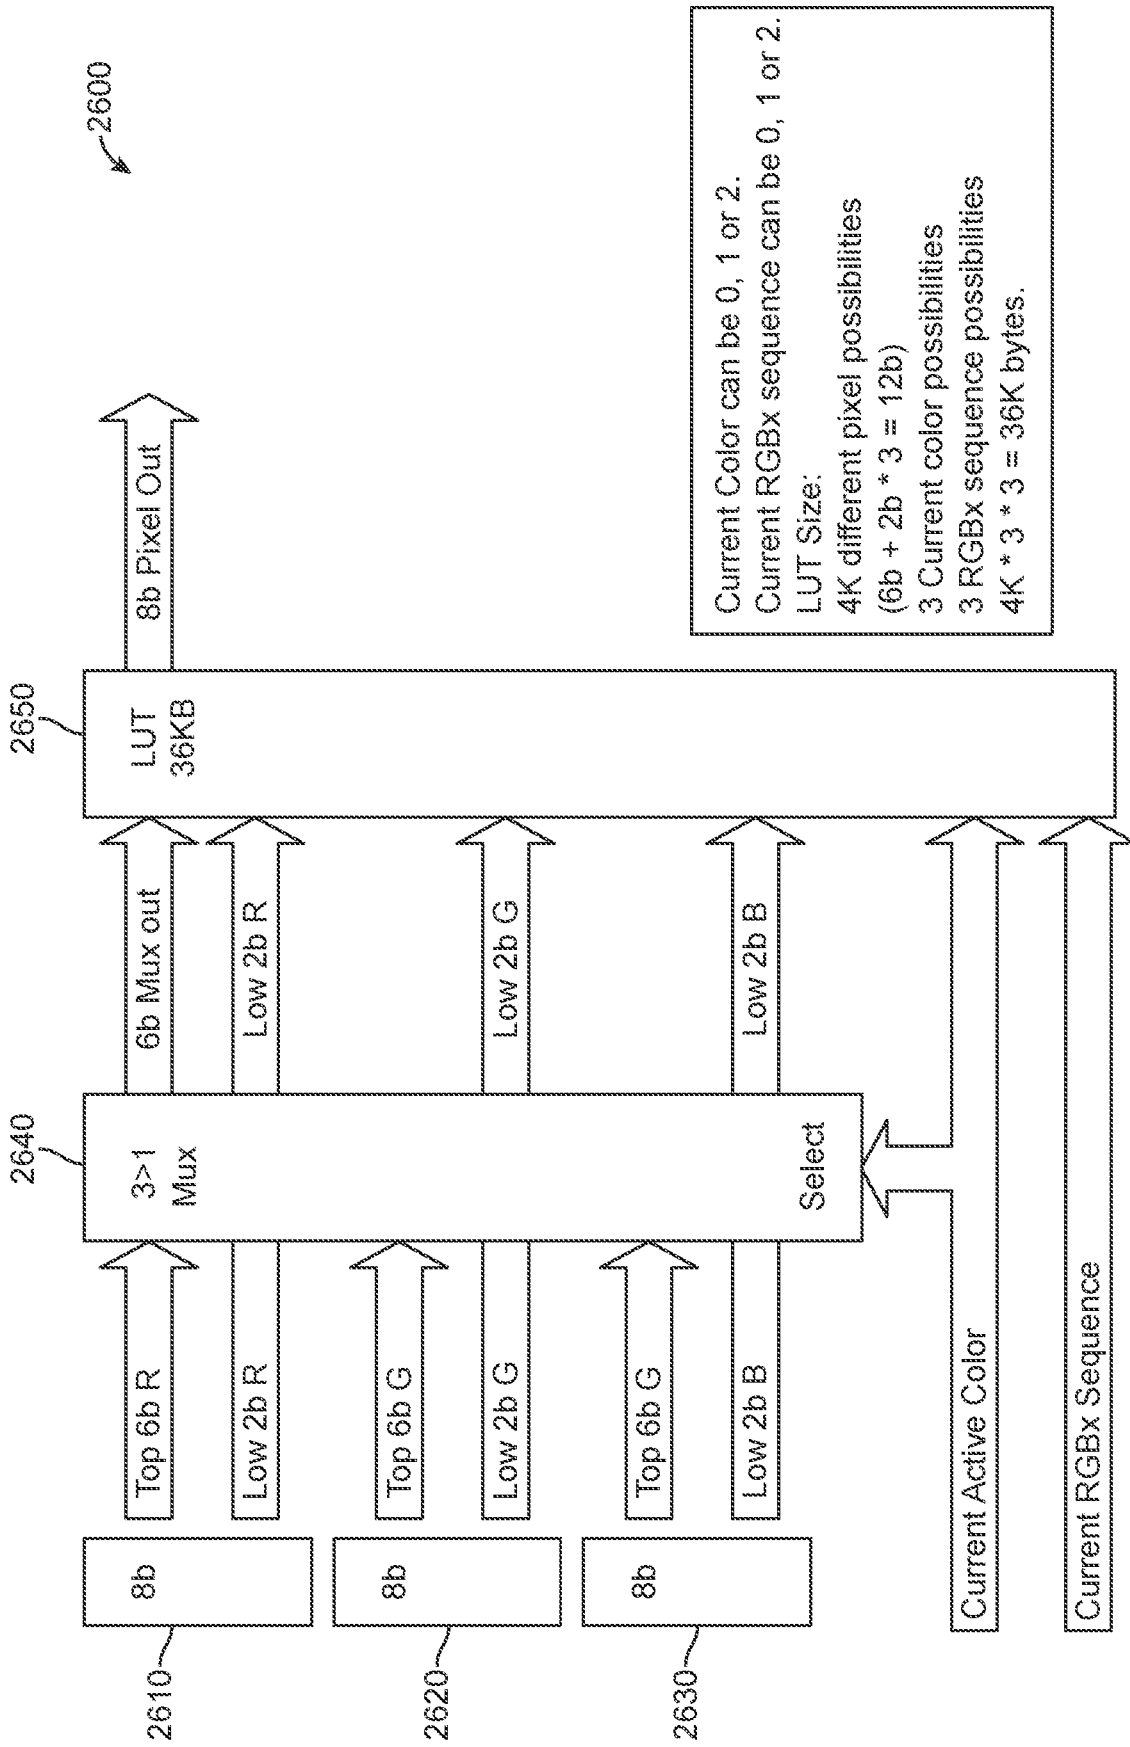 2600
2610
8b
Top 6b R
Low 2b R
2620
8b
Top 6b G
Low 2b G
2630
8b
Top 6b G
Low 2b B
2640
3>1
Mux
Select
6b Mux out
Low 2b R
Low 2b G
Low 2b B
2650
LUT
36KB
8b Pixel Out
Current Active Color
Current RGBx Sequence
Current Color can be 0, 1 or 2.
Current RGBx sequence can be 0, 1 or 2.
LUT Size:
4K different pixel possibilities
(6b + 2b * 3 = 12b)
3 Current color possibilities
3 RGBx sequence possibilities
4K * 3 * 3 = 36K bytes.